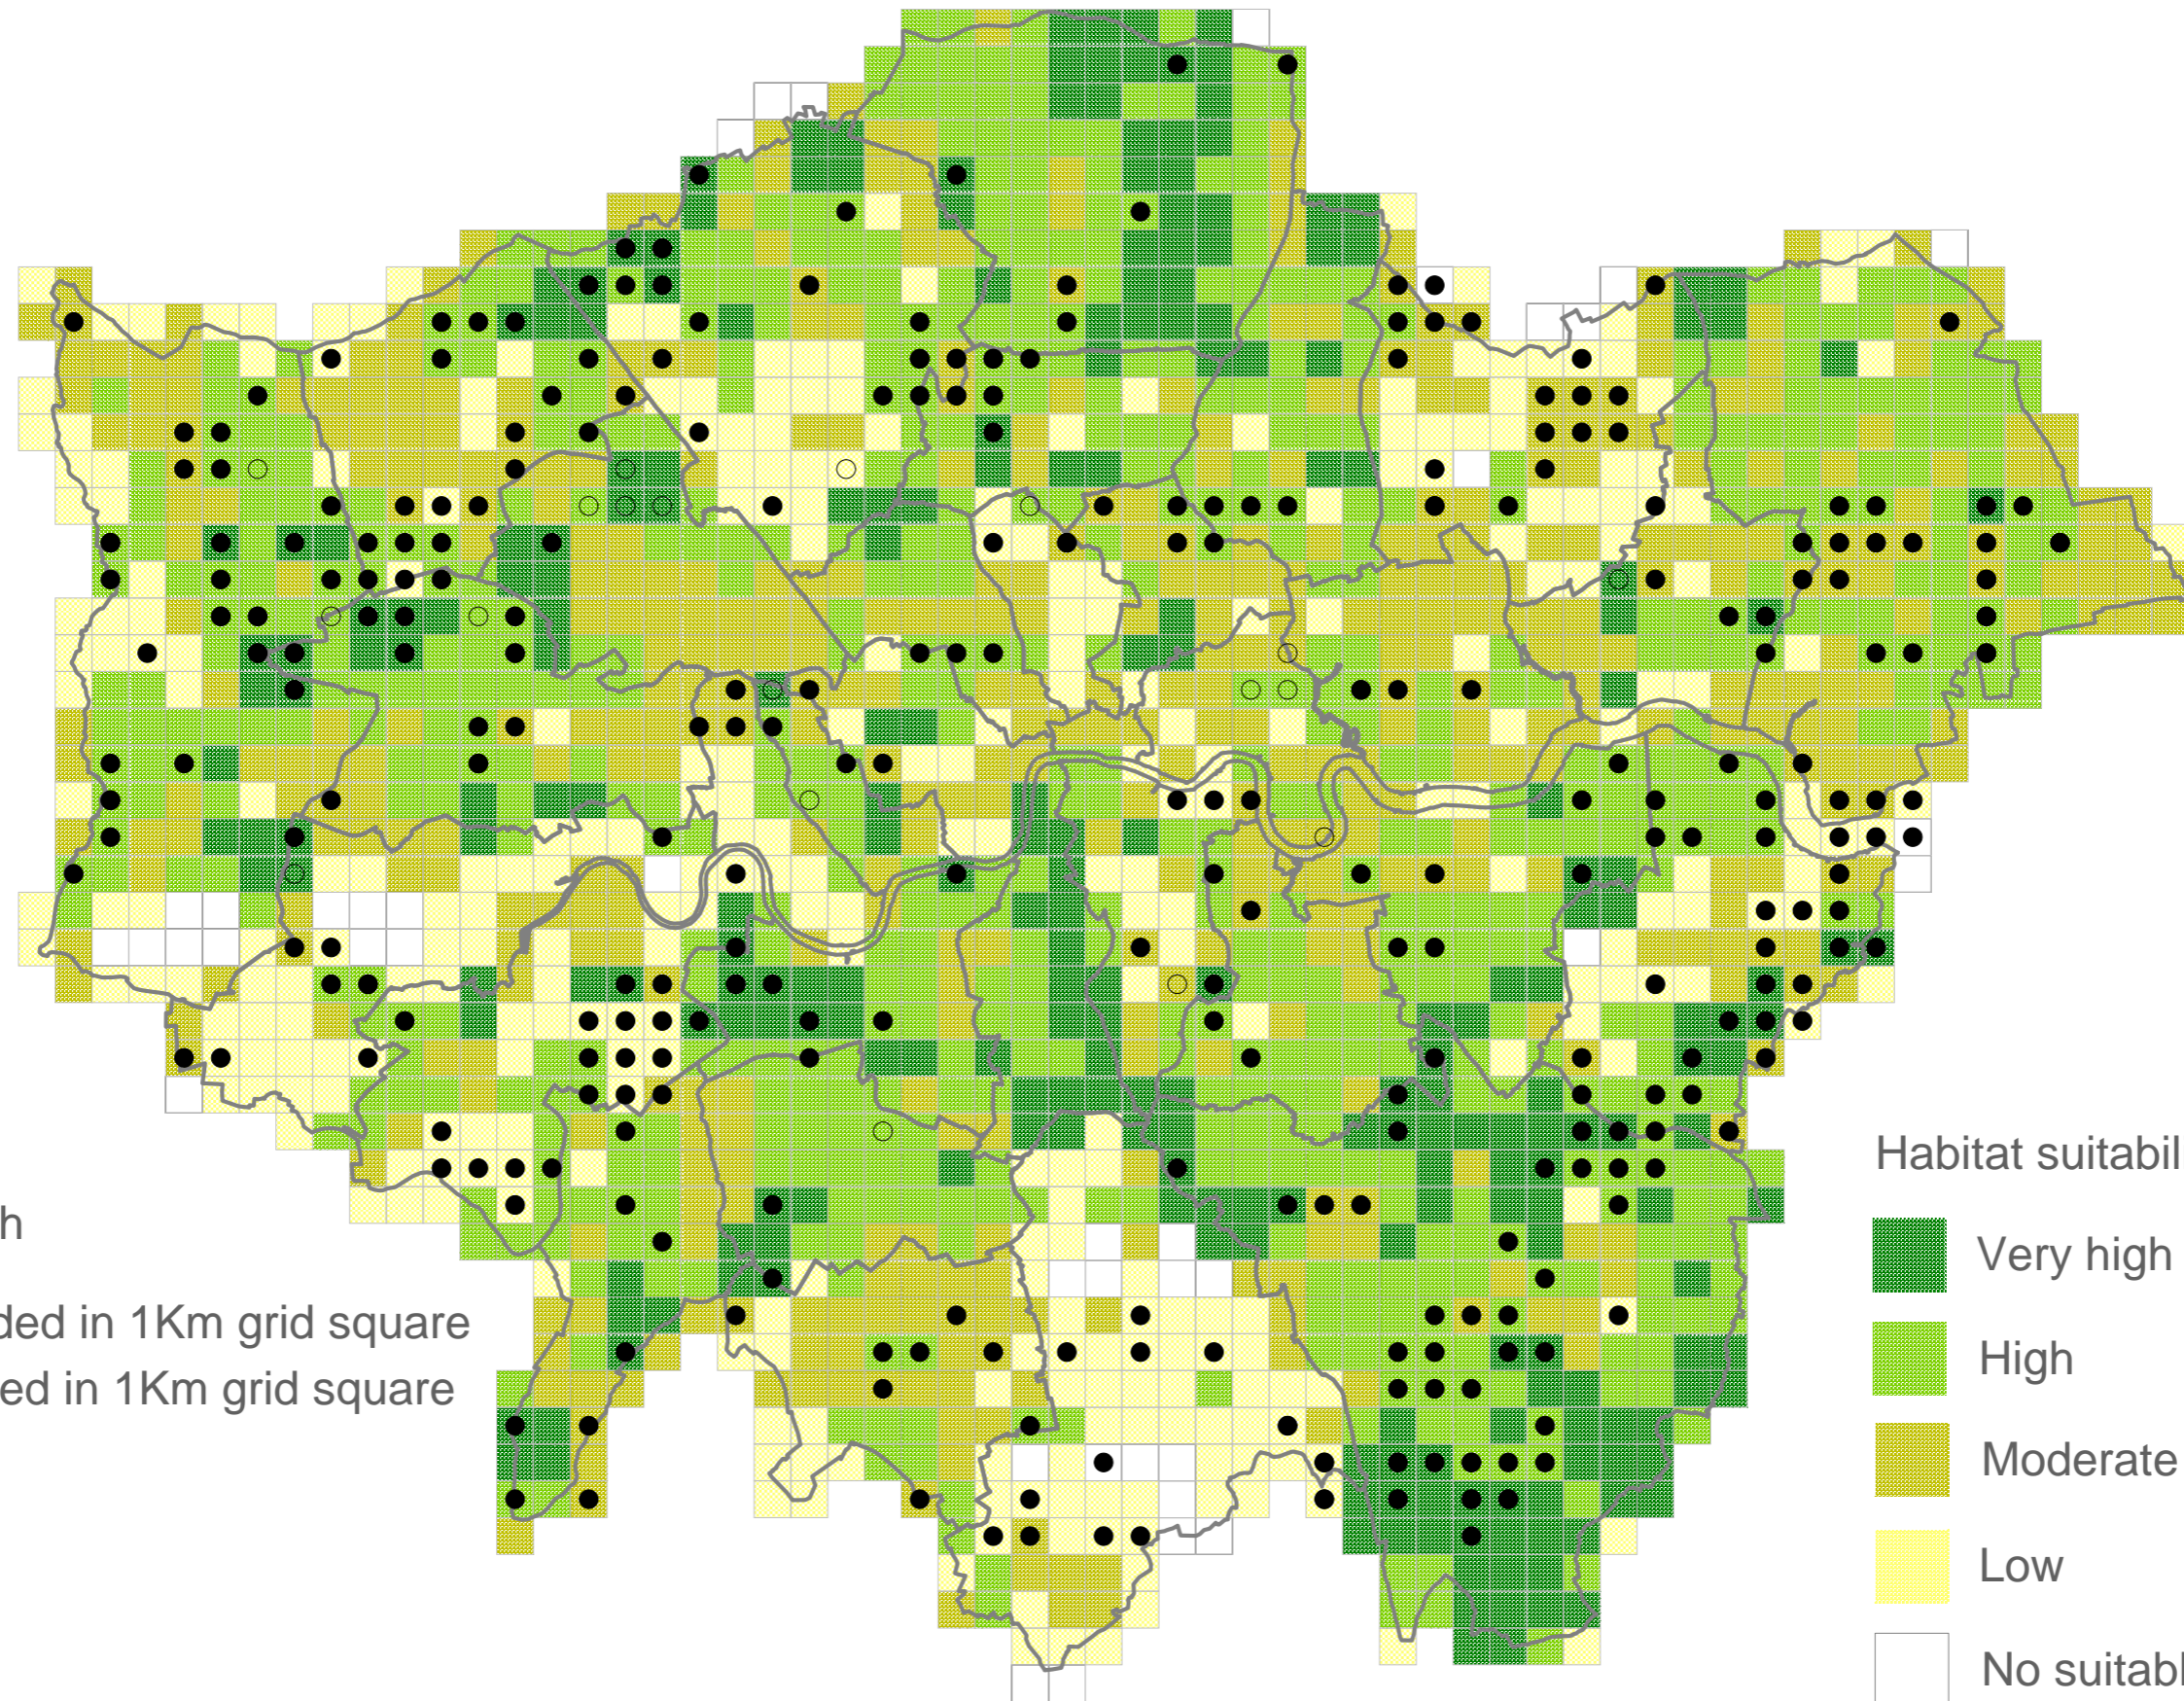 Habitat suitabil
h
Very high
ded in 1Km grid square
High
ed in 1Km grid square
Moderate
Low
No suitabl